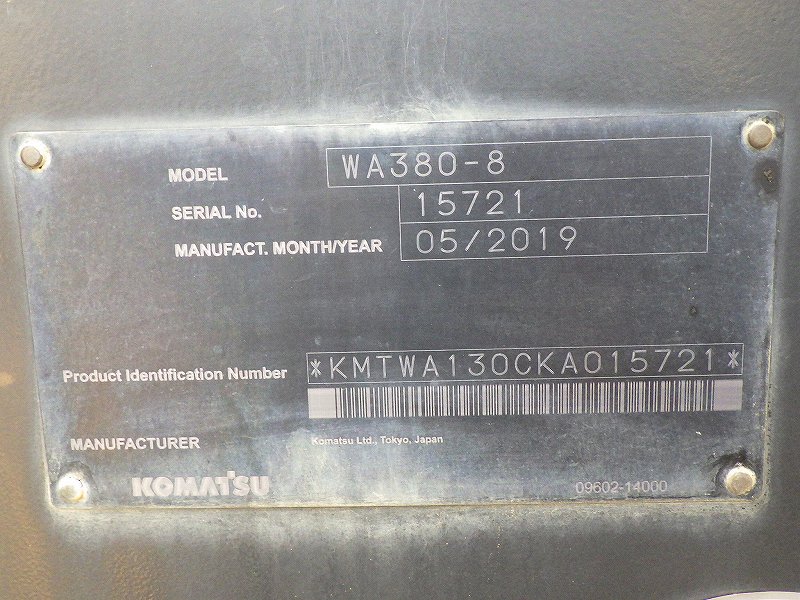 MODEL WA380-8
SERIAL No. 15721
MANUFACT. MONTH/YEAR 05/2019
Product Identification Number *KMTWA130CKA015721*
MANUFACTURER Komatsu Ltd., Tokyo, Japan
KOMATSU 09602-14000